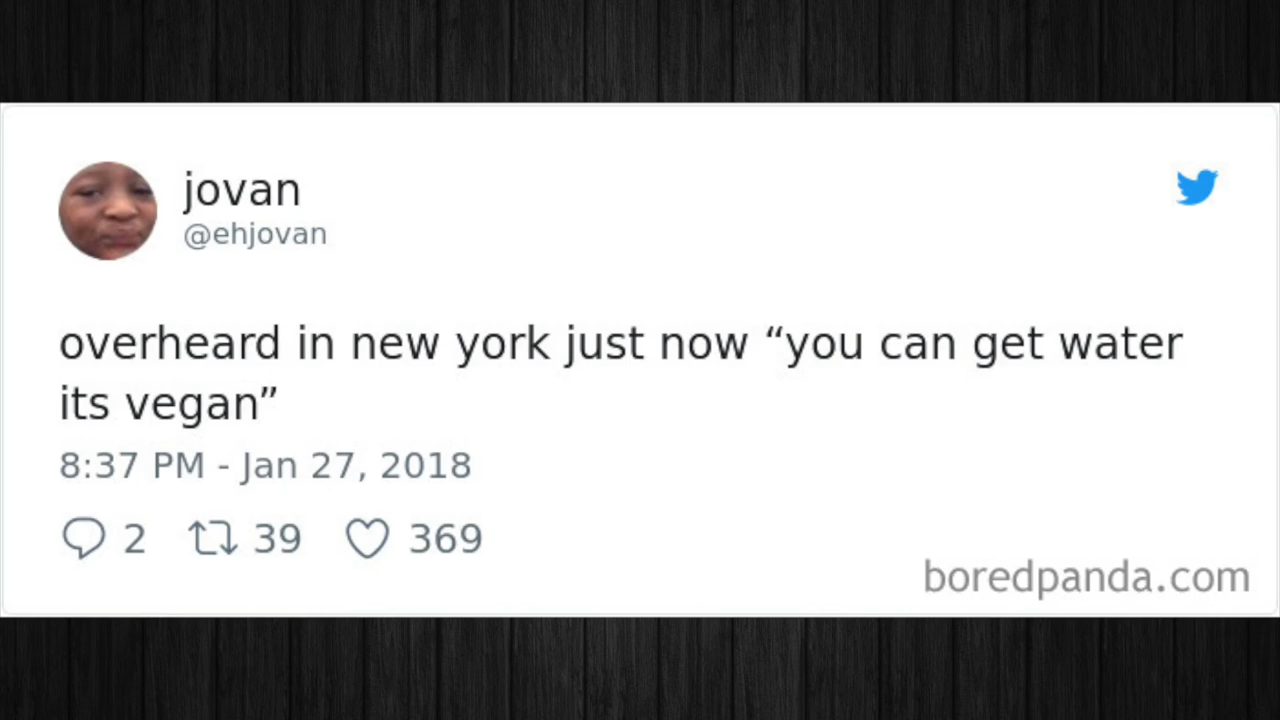 jovan
@ehjovan
overheard in new york just now “you can get water
its vegan”
8:37 PM - Jan 27, 2018
2 39 369
boredpanda.com